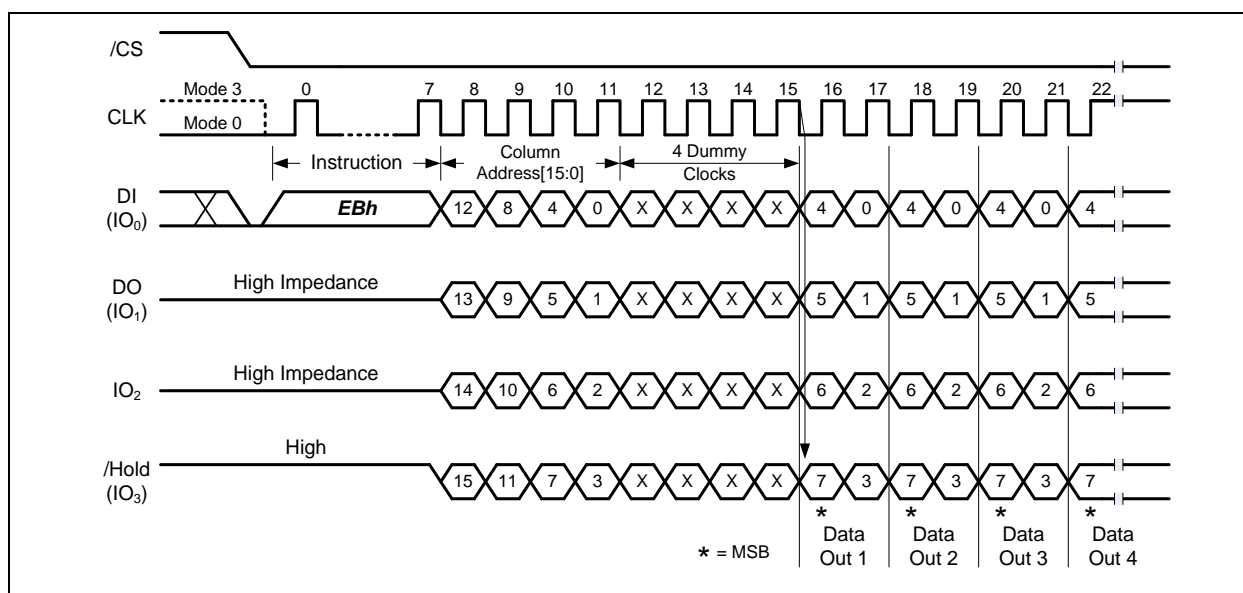 /CS
Mode 3
0 7 8 9 10 11 12 13 14 15 16 17 18 19 20 21 22
CLK
Mode 0
Instruction
Column
Address[15:0]
4 Dummy
Clocks
DI
(IO0)
EBh 12 8 4 0 X X X X 4 0 4 0 4 0 4
High Impedance
DO
(IO1)
13 9 5 1 X X X X 5 1 5 1 5 1 5
High Impedance
IO2
14 10 6 2 X X X X 6 2 6 2 6 2 6
High
/Hold
(IO3)
15 11 7 3 X X X X 7 3 7 3 7 3 7
* * * *
* = MSB
Data
Out 1
Data
Out 2
Data
Out 3
Data
Out 4